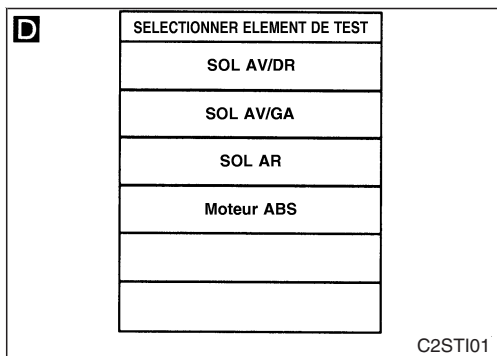 D
SELECTIONNER ELEMENT DE TEST
SOL AV/DR
SOL AV/GA
SOL AR
Moteur ABS
C2STI01